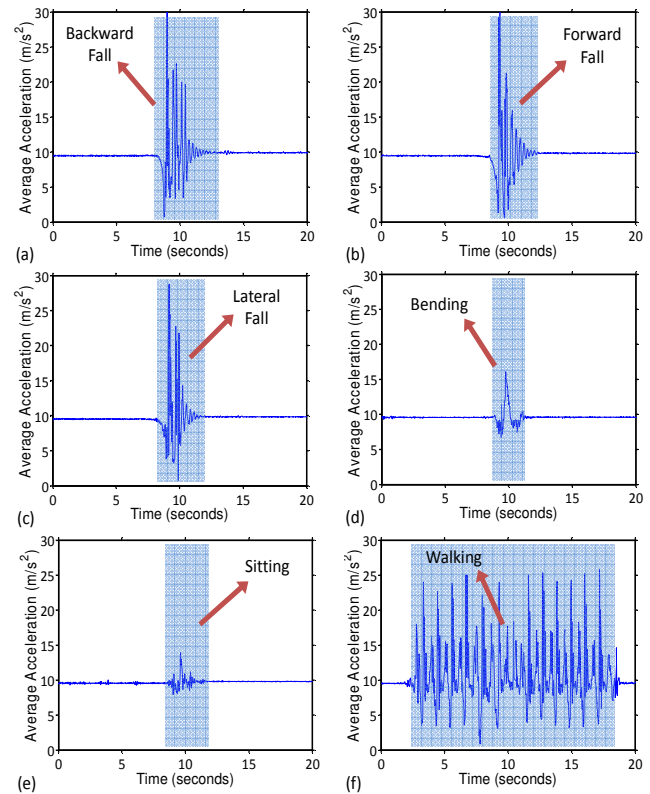 Average Acceleration (m/s²)
30
25
20
15
10
5
0
Backward
Fall
0 5 10 15 20
(a) Time (seconds)
Average Acceleration (m/s²)
30
25
20
15
10
5
0
Forward
Fall
0 5 10 15 20
(b) Time (seconds)
Average Acceleration (m/s²)
30
25
20
15
10
5
0
Lateral
Fall
0 5 10 15 20
(c) Time (seconds)
Average Acceleration (m/s²)
30
25
20
15
10
5
0
Bending
0 5 10 15 20
(d) Time (seconds)
Average Acceleration (m/s²)
30
25
20
15
10
5
0
Sitting
0 5 10 15 20
(e) Time (seconds)
Average Acceleration (m/s²)
30
25
20
15
10
5
0
Walking
0 5 10 15 20
(f) Time (seconds)